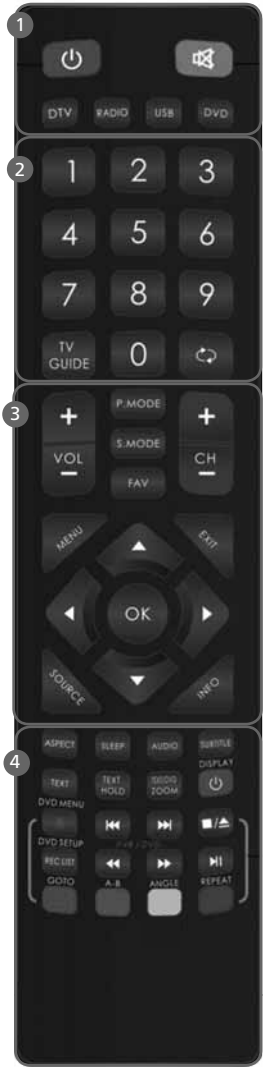 1
DTV RADIO USB DVD
2
1 2 3
4 5 6
7 8 9
TV GUIDE 0
3
+ P.MODE +
VOL S.MODE CH
- FAV -
MENU EXIT
OK
SOURCE INFO
4
ASPECT SLEEP AUDIO SUBTITLE
DISPLAY
TEXT TEXT HOLD ZOOM
DVD MENU
DVD SETUP
REC LIST
GOTO A-B ANGLE REPEAT